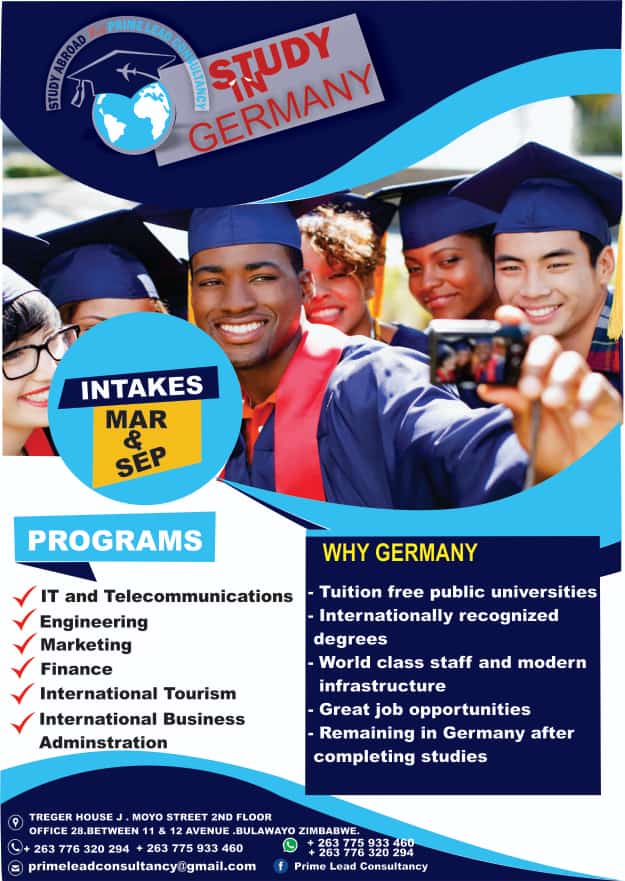 STUDY ABROAD
PRIME LEAD CONSULTANCY
STUDY
IN
GERMANY
INTAKES
MAR
&
SEP
PROGRAMS
IT and Telecommunications
Engineering
Marketing
Finance
International Tourism
International Business
Adminstration
WHY GERMANY
- Tuition free public universities
- Internationally recognized
degrees
- World class staff and modern
infrastructure
- Great job opportunities
- Remaining in Germany after
completing studies
TREGER HOUSE J . MOYO STREET 2ND FLOOR
OFFICE 28.BETWEEN 11 & 12 AVENUE .BULAWAYO ZIMBABWE.
+ 263 776 320 294 + 263 775 933 460
+ 263 775 933 460
+ 263 776 320 294
primeleadconsultancy@gmail.com
Prime Lead Consultancy